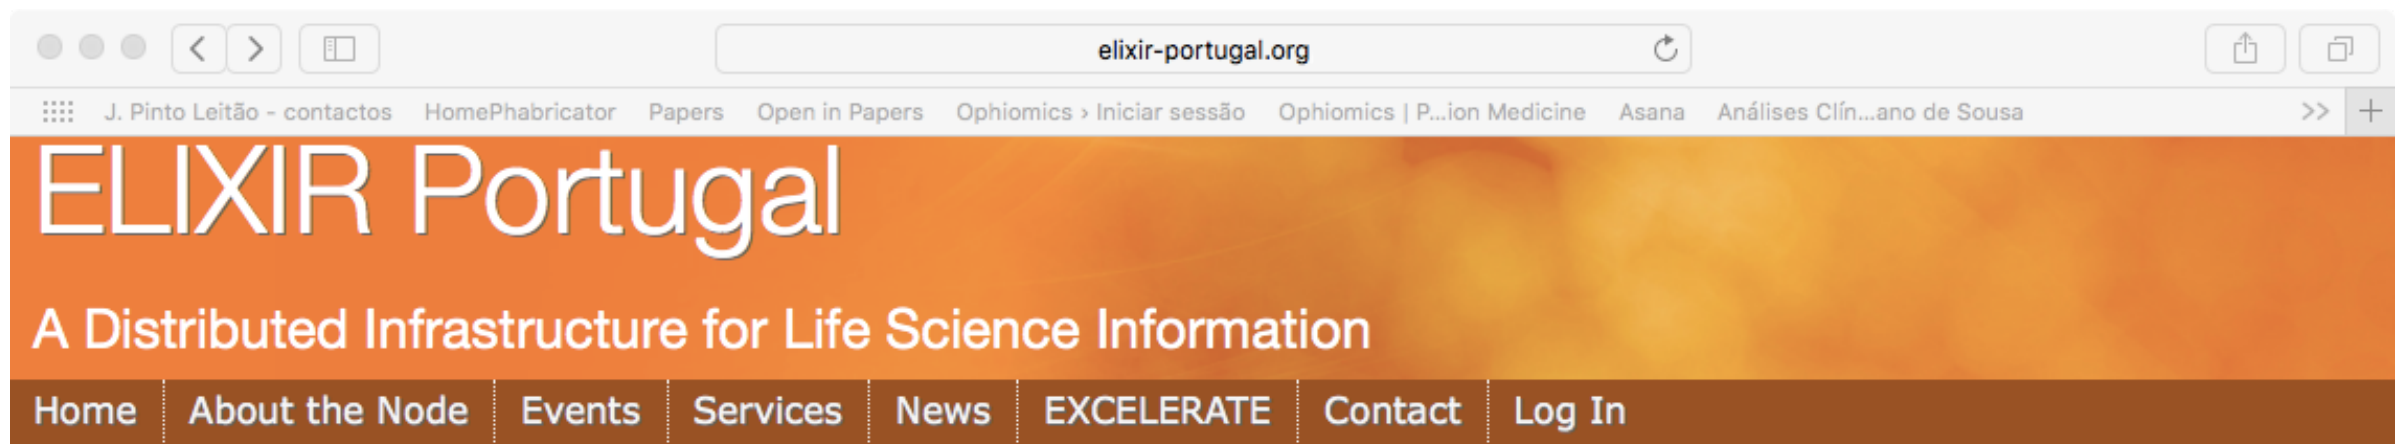 elixir-portugal.org
J. Pinto Leitão - contactos HomePhabricator Papers Open in Papers Ophiomics › Iniciar sessão Ophiomics | P...ion Medicine Asana Análises Clín...ano de Sousa >> +
ELIXIR Portugal
A Distributed Infrastructure for Life Science Information
Home About the Node Events Services News EXCELERATE Contact Log In